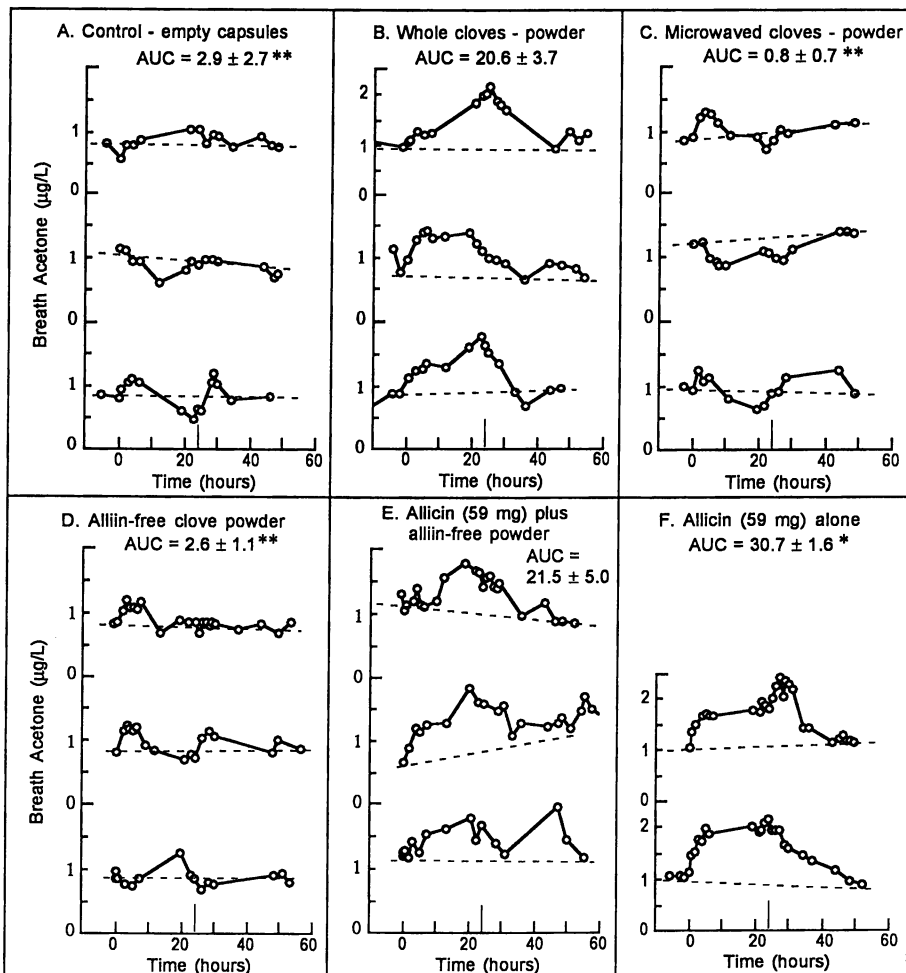 A. Control - empty capsules
AUC = 2.9 ± 2.7 **
B. Whole cloves - powder
AUC = 20.6 ± 3.7
C. Microwaved cloves - powder
AUC = 0.8 ± 0.7 **
Breath Acetone (µg/L)
1
0
1
0
1
0
0 20 40 60
Time (hours)
2
1
0
1
0
1
0
0 20 40 60
Time (hours)
1
0
1
0
1
0
0 20 40 60
Time (hours)
D. Alliin-free clove powder
AUC = 2.6 ± 1.1 **
E. Allicin (59 mg) plus
alliin-free powder
AUC =
21.5 ± 5.0
F. Allicin (59 mg) alone
AUC = 30.7 ± 1.6 *
Breath Acetone (µg/L)
1
0
1
0
1
0 20 40 60
Time (hours)
1
0
1
0
1
0 20 40 60
Time (hours)
2
1
0
2
1
0
0 20 40 60
Time (hours)